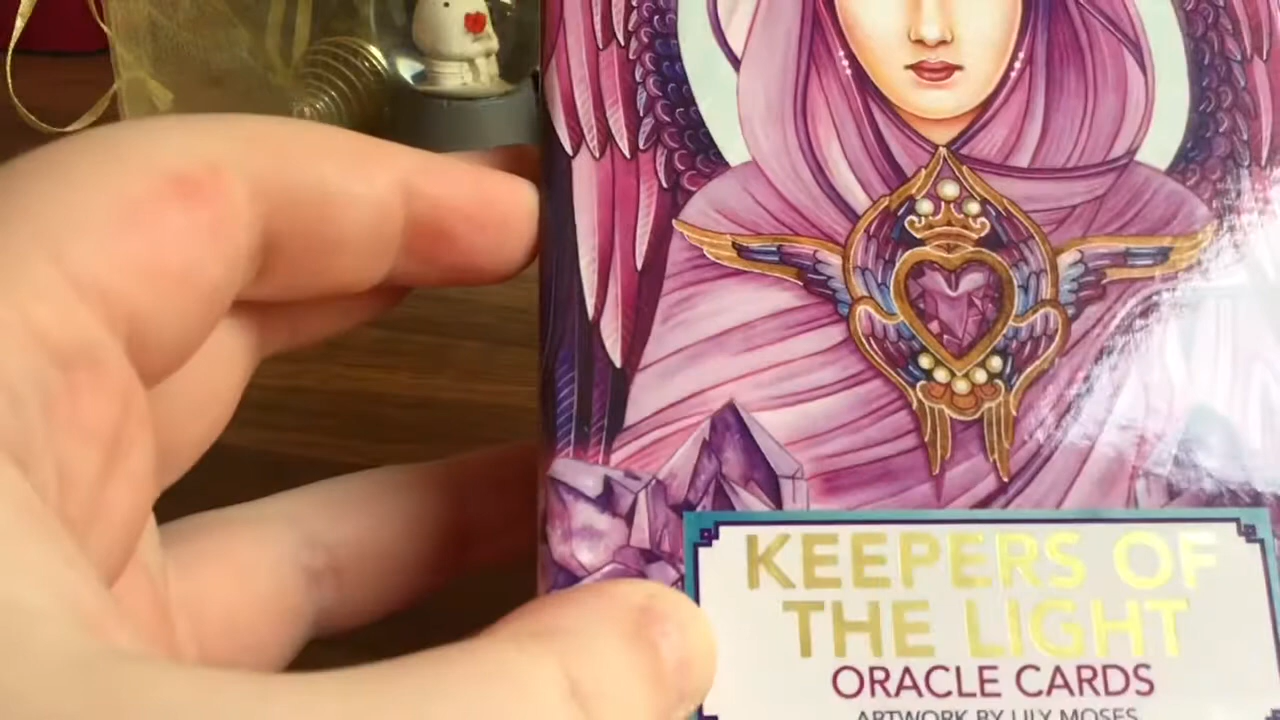 KEEPERS OF
THE LIGHT
ORACLE CARDS
ARTWORK BY LILY MOSES